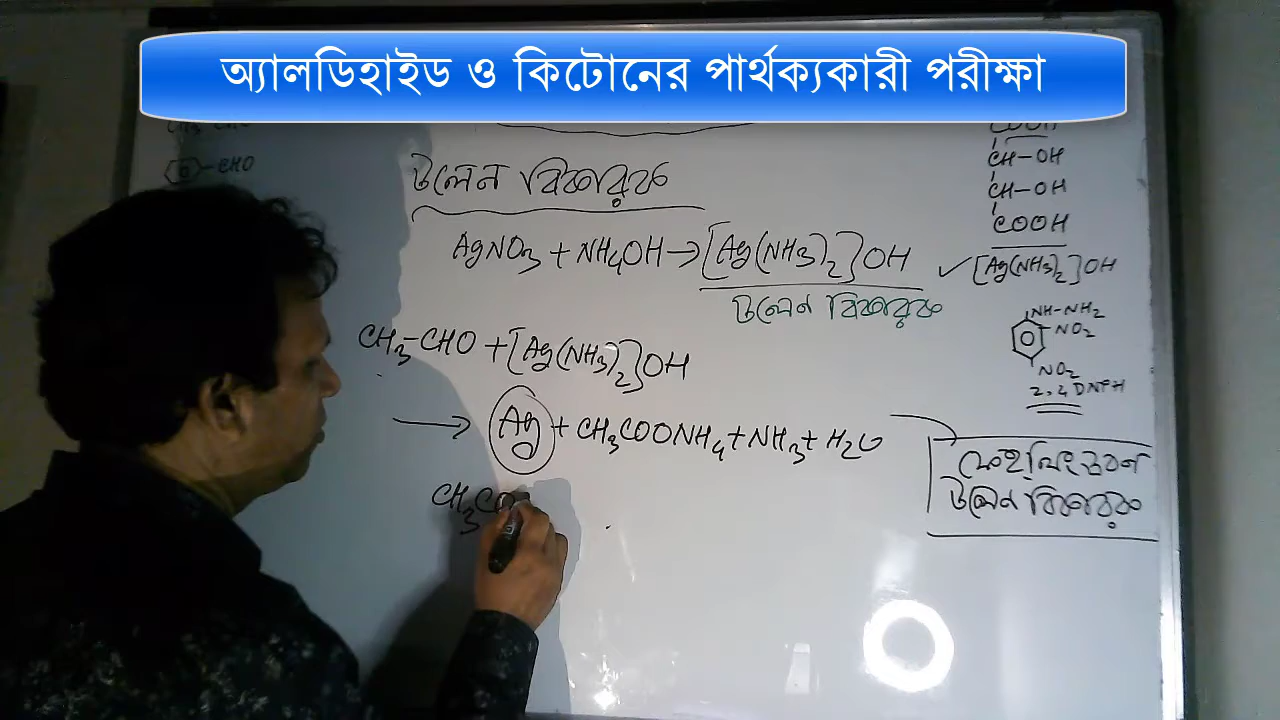 অ্যালডিহাইড ও কিটোনের পার্থক্যকারী পরীক্ষা
-CHO
টলেন বিকারক
AgNO₃ + NH₄OH → [Ag(NH₃)₂]OH
টলেন বিকারক
CH₃-CHO + [Ag(NH₃)₂]OH
→ Ag + CH₃COONH₄ + NH₃ + H₂O
CH₃CO
COOH
CH-OH
CH-OH
COOH
✓ [Ag(NH₃)₂]OH
NH-NH₂
NO₂
NO₂
2,4 DNPH
ফেহলিং দ্রবণ
টলেন বিকারক